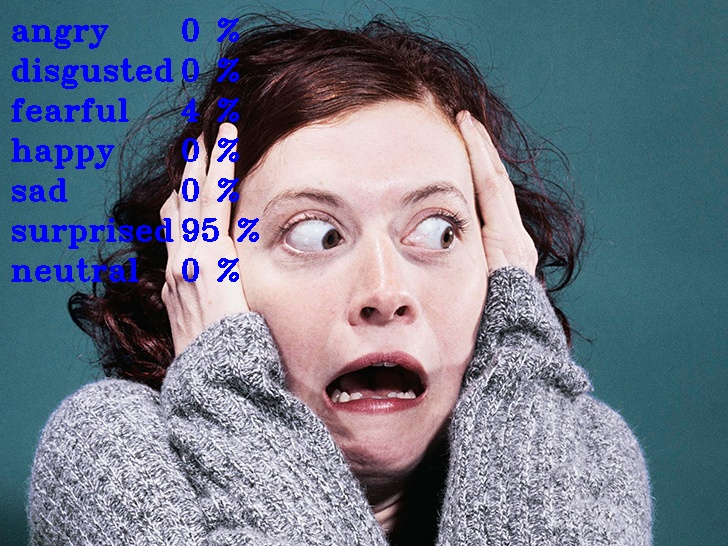 angry 0 %
disgusted 0 %
fearful 4 %
happy 0 %
sad 0 %
surprised 95 %
neutral 0 %